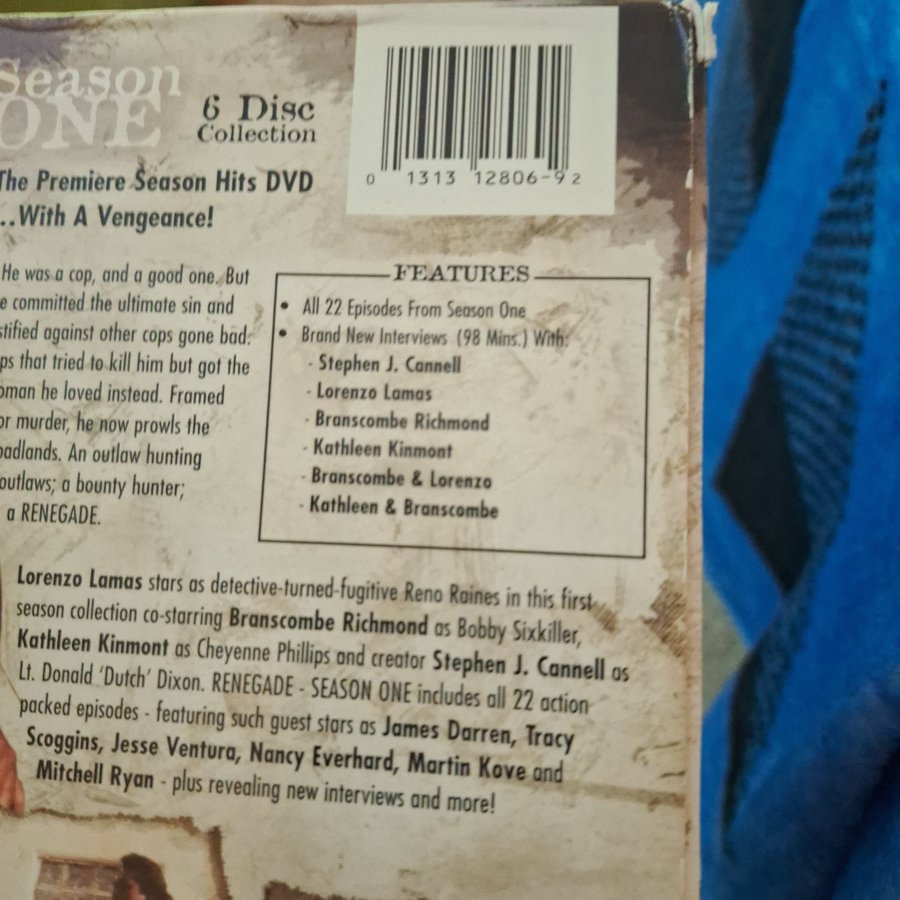 Season
ONE
6 Disc
Collection
0 1313 12806-9 2
The Premiere Season Hits DVD
..With A Vengeance!
He was a cop, and a good one. But
e committed the ultimate sin and
stified against other cops gone bad:
ps that tried to kill him but got the
oman he loved instead. Framed
or murder, he now prowls the
badlands. An outlaw hunting
outlaws; a bounty hunter;
a RENEGADE.
FEATURES
• All 22 Episodes From Season One
• Brand New Interviews (98 Mins.) With:
- Stephen J. Cannell
- Lorenzo Lamas
- Branscombe Richmond
- Kathleen Kinmont
- Branscombe & Lorenzo
- Kathleen & Branscombe
Lorenzo Lamas stars as detective-turned-fugitive Reno Raines in this first
season collection co-starring Branscombe Richmond as Bobby Sixkiller,
Kathleen Kinmont as Cheyenne Phillips and creator Stephen J. Cannell as
Lt. Donald 'Dutch' Dixon. RENEGADE - SEASON ONE includes all 22 action
packed episodes - featuring such guest stars as James Darren, Tracy
Scoggins, Jesse Ventura, Nancy Everhard, Martin Kove and
Mitchell Ryan - plus revealing new interviews and more!